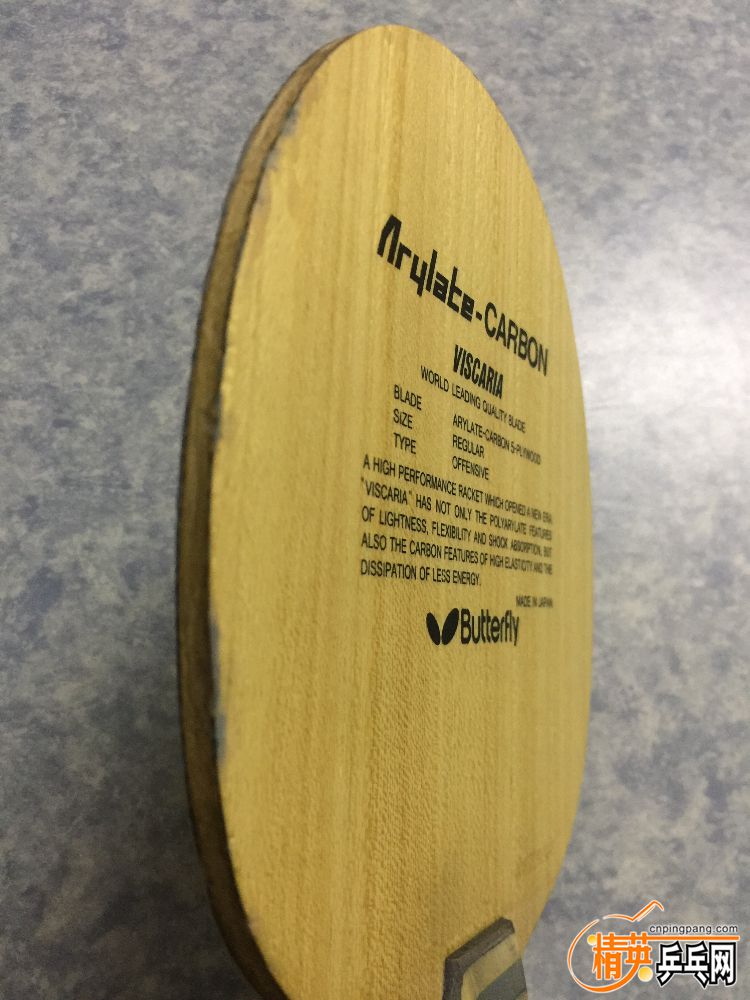 Arylate-CARBON
VISCARIA
WORLD LEADING QUALITY BLADE
BLADE ARYLATE-CARBON 5-PLYWOOD
SIZE REGULAR
TYPE OFFENSIVE
A HIGH PERFORMANCE RACKET WHICH OPENED A NEW ERA
"VISCARIA" HAS NOT ONLY THE POLYARYLATE FEATURES
OF LIGHTNESS, FLEXIBILITY AND SHOCK ABSORPTION, BUT
ALSO THE CARBON FEATURES OF HIGH ELASTICITY AND THE
DISSIPATION OF LESS ENERGY.
MADE IN JAPAN
Butterfly
cnpingpang.com
精英乒乓网